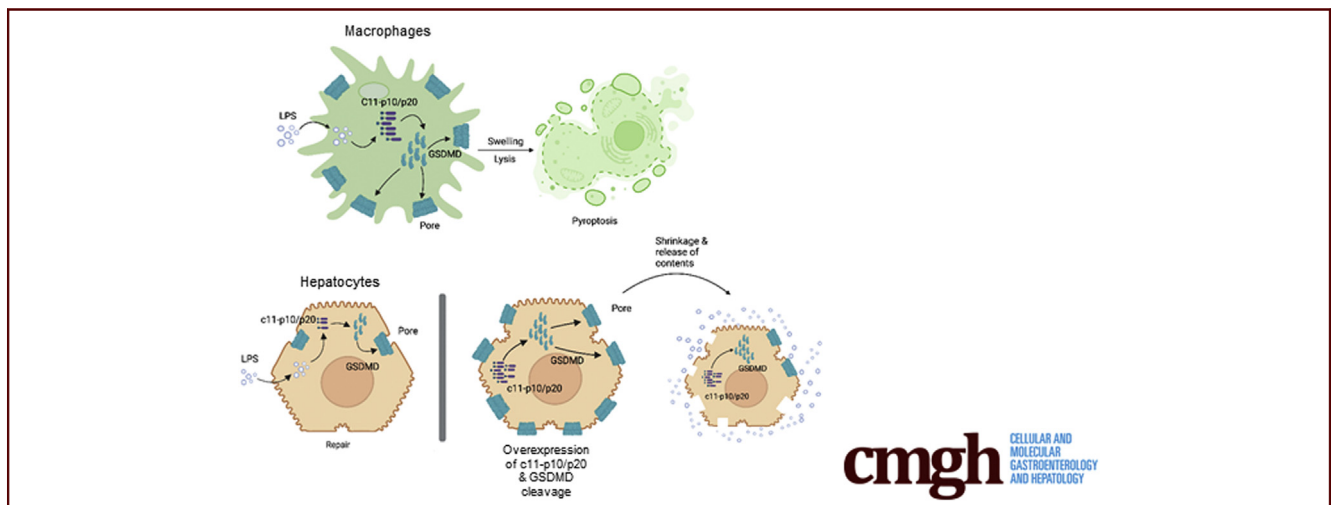 Macrophages
C11-p10/p20
LPS
GSDMD
Swelling
Lysis
Pore
Pyroptosis
Shrinkage &
release of
contents
Hepatocytes
c11-p10/p20
Pore
LPS
GSDMD
Repair
Pore
GSDMD
c11-p10/p20
Overexpression
of c11-p10/p20
& GSDMD
cleavage
GSDMD
c11-p10/p20
cmgh
CELLULAR AND
MOLECULAR
GASTROENTEROLOGY
AND HEPATOLOGY